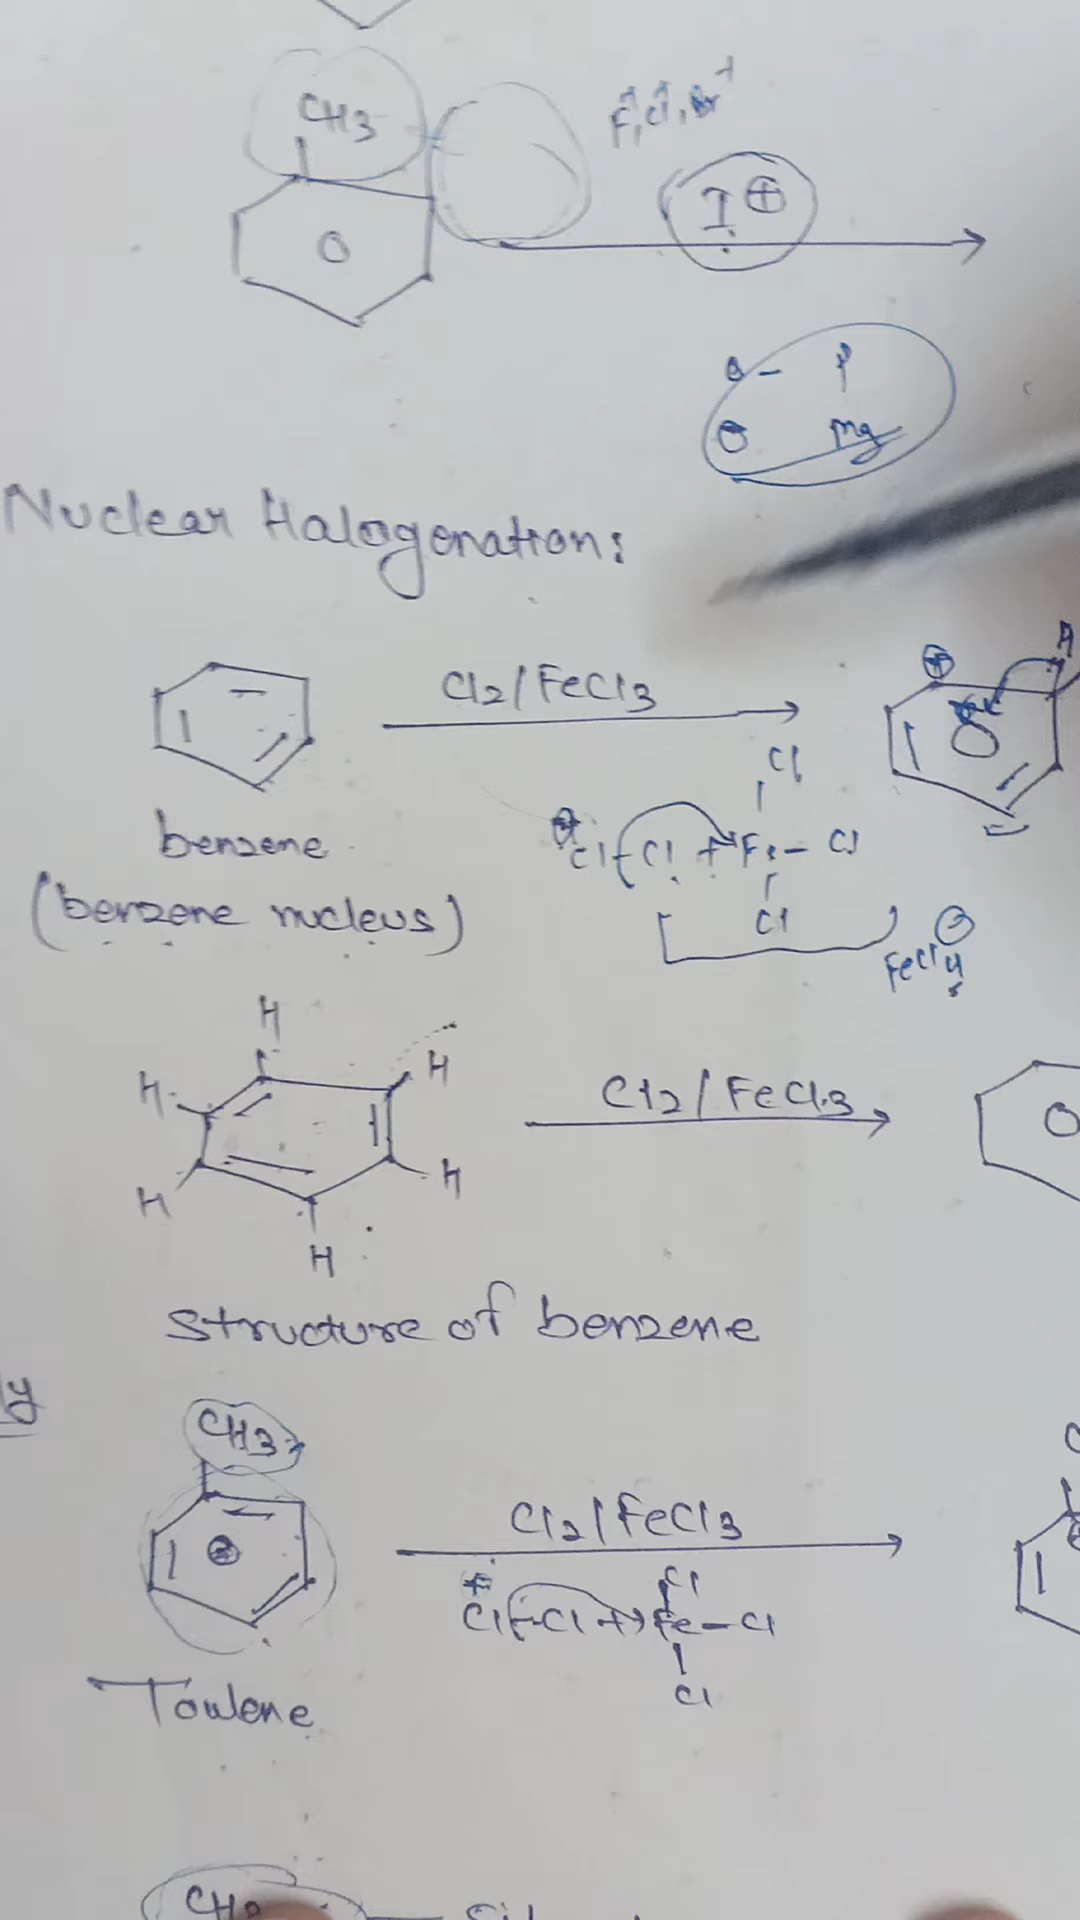 CH3
F⁺, Cl⁺, Br⁺
I⊕
O
Mg
Nuclear Halogenation:
Cl2/FeCl3
H
⊕
Cl
⊕Cl-Cl + Fe-Cl
Cl
FeCl4⊖
benzene
(benzene nucleus)
H
H
H
Cl2/FeCl3
H
H
H
Structure of benzene
y
CH3
Cl2/FeCl3
Cl
+Cl-Cl + Fe-Cl
Cl
Toulene